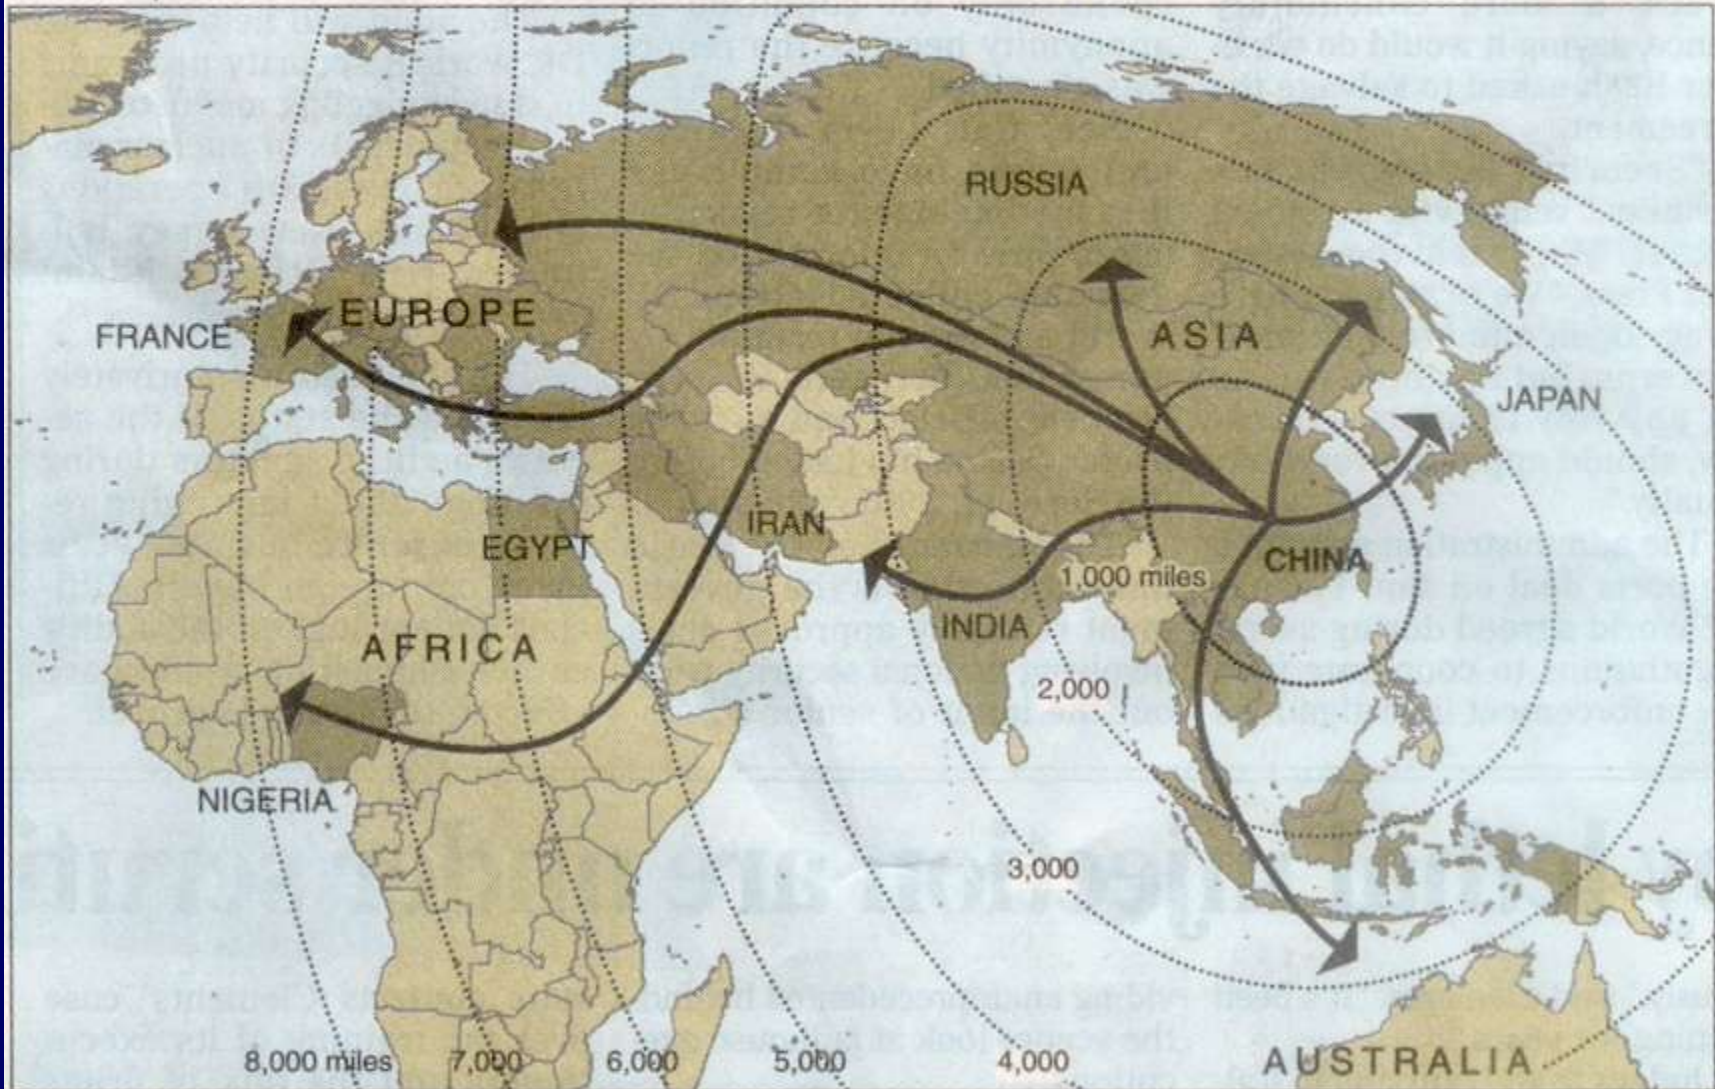 RUSSIA
EUROPE
FRANCE
ASIA
JAPAN
IRAN
EGYPT
CHINA
1,000 miles
INDIA
AFRICA
2,000
NIGERIA
3,000
8,000 miles
7,000
6,000
5,000
4,000
AUSTRALIA